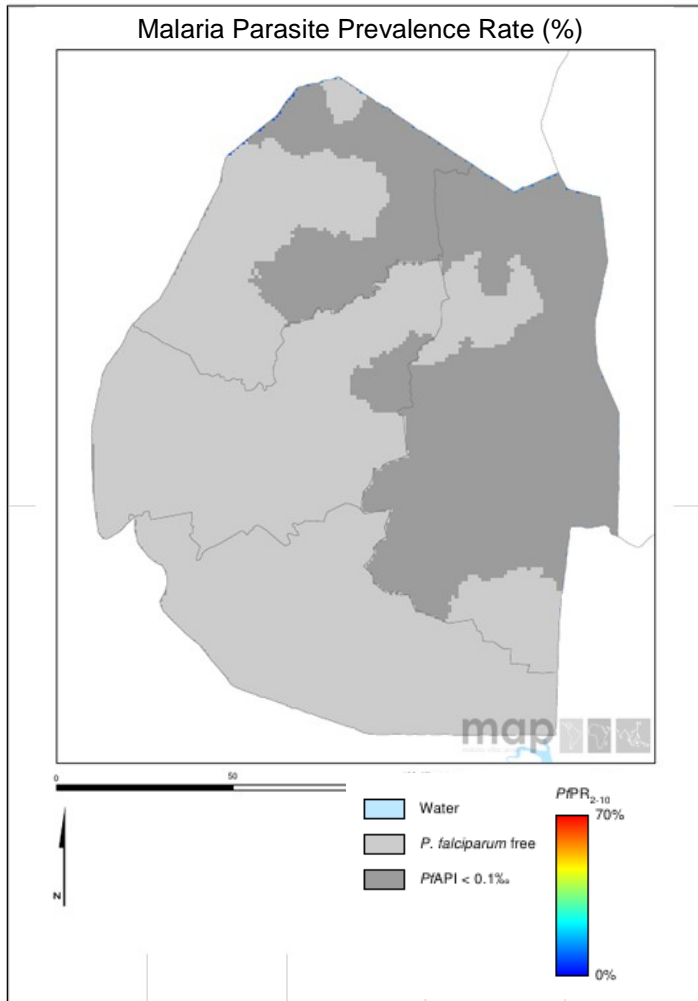 Malaria Parasite Prevalence Rate (%)
map
0 50
N
Water
P. falciparum free
PfAPI < 0.1‰
PfPR2-10
70%
0%